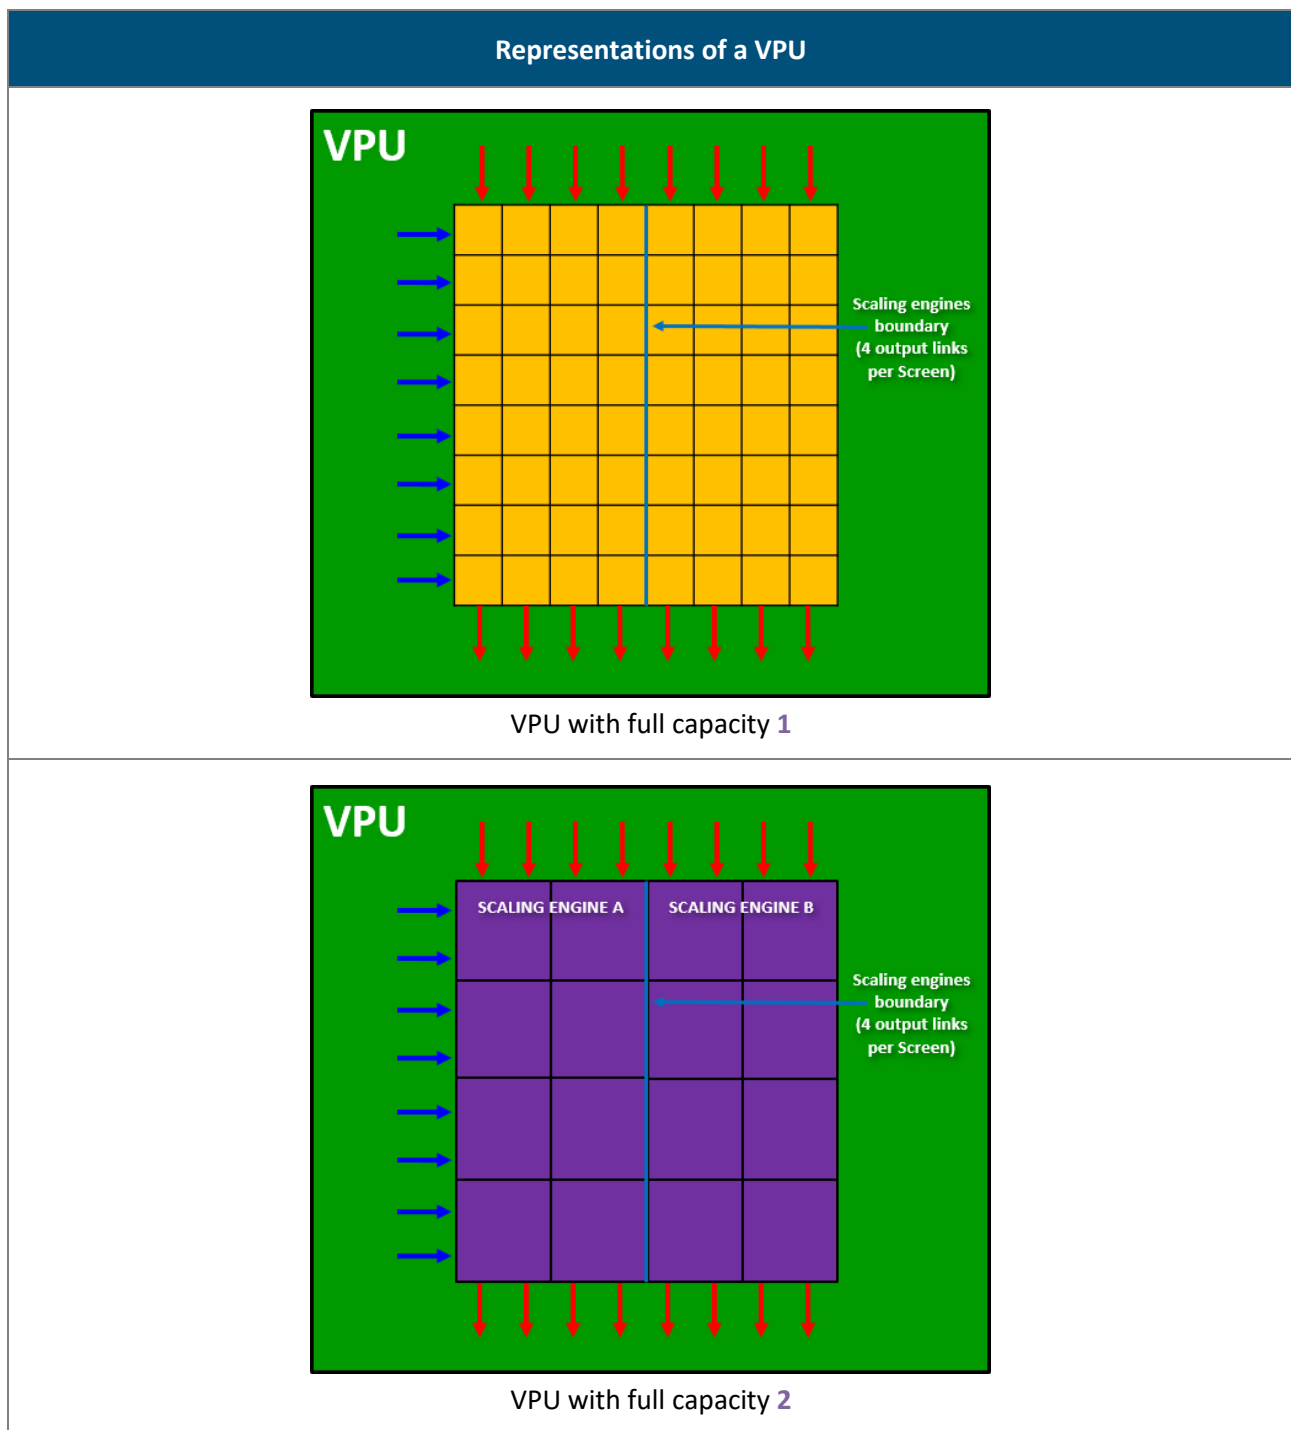 Representations of a VPU
VPU
Scaling engines
boundary
(4 output links
per Screen)
VPU with full capacity 1
VPU
SCALING ENGINE A
SCALING ENGINE B
Scaling engines
boundary
(4 output links
per Screen)
VPU with full capacity 2